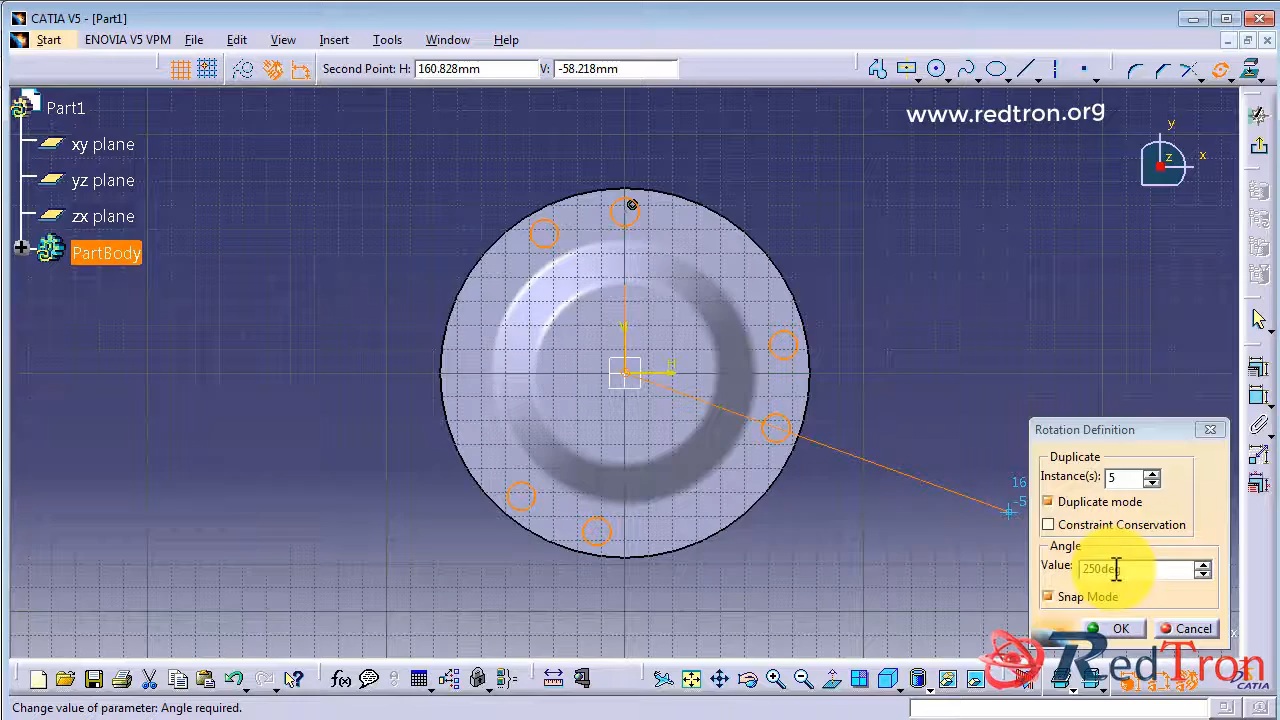 CATIA V5 - [Part1]
Start ENOVIA V5 VPM File Edit View Insert Tools Window Help
Second Point: H: 160.828mm V: -58.218mm
www.redtron.org
Part1
xy plane
yz plane
zx plane
PartBody
y
x
z
V
H
16
-5
Rotation Definition
Duplicate
Instance(s): 5
Duplicate mode
Constraint Conservation
Angle
Value: 250deg
Snap Mode
OK Cancel
x
RedTron
f(x)
CATIA
Change value of parameter: Angle required.